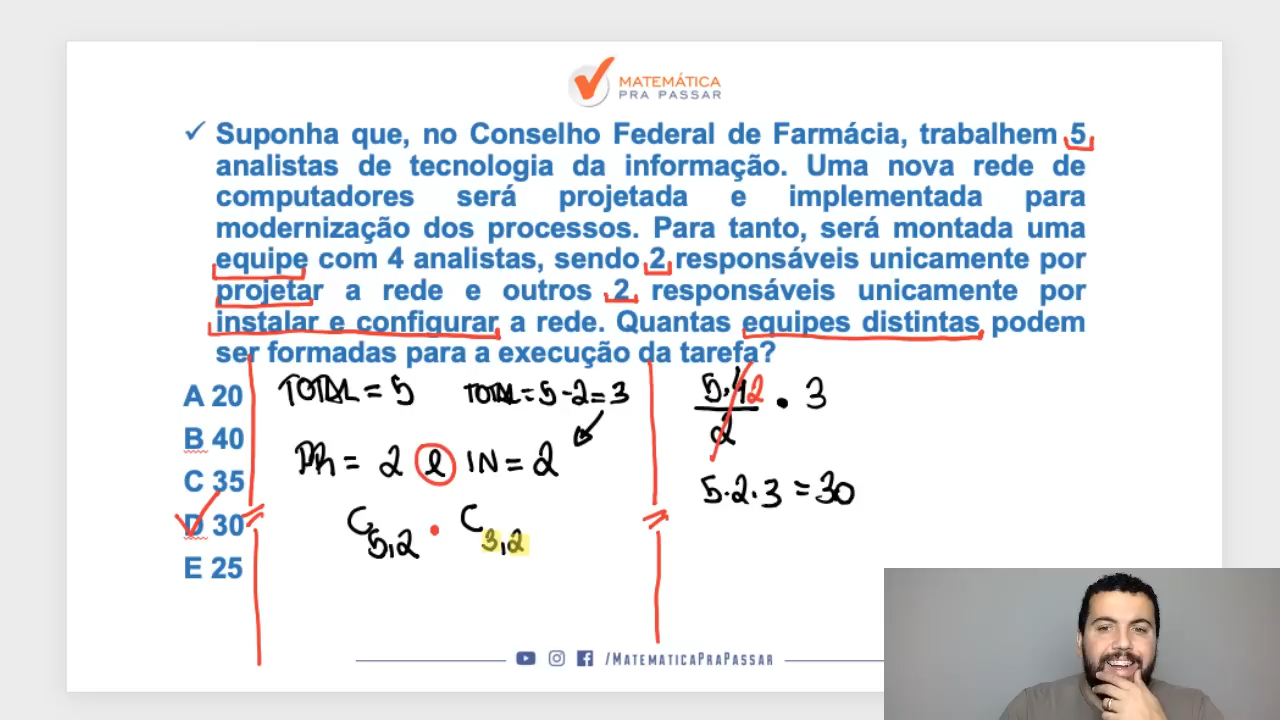 MATEMÁTICA
PRA PASSAR
✓ Suponha que, no Conselho Federal de Farmácia, trabalhem 5
analistas de tecnologia da informação. Uma nova rede de
computadores será projetada e implementada para
modernização dos processos. Para tanto, será montada uma
equipe com 4 analistas, sendo 2 responsáveis unicamente por
projetar a rede e outros 2 responsáveis unicamente por
instalar e configurar a rede. Quantas equipes distintas podem
ser formadas para a execução da tarefa?
A 20
B 40
C 35
D 30
E 25
TOTAL = 5
TOTAL = 5 - 2 = 3
PR = 2 e IN = 2
C5,2 . C3,2
5.4 2 . 3
2
5.2.3 = 30
/MATEMATICAPRAPASSAR